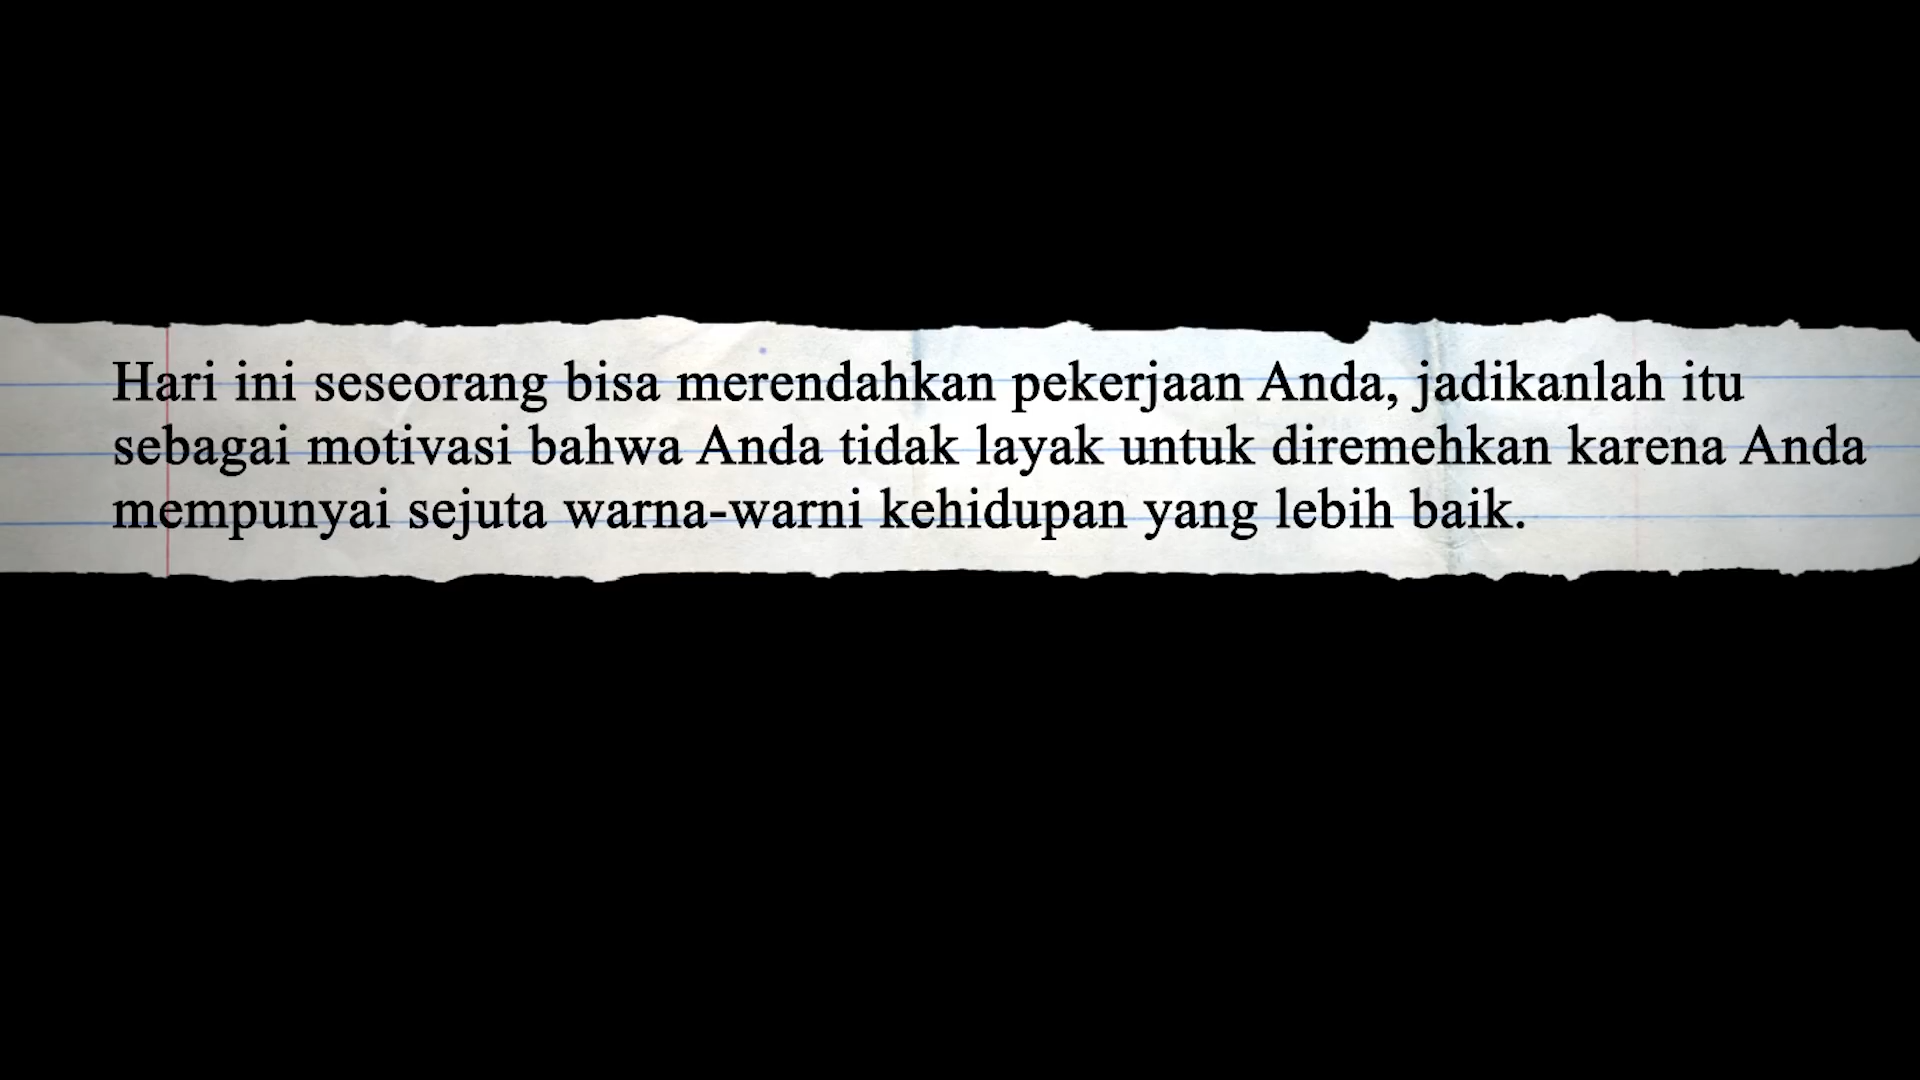 Hari ini seseorang bisa merendahkan pekerjaan Anda, jadikanlah itu
sebagai motivasi bahwa Anda tidak layak untuk diremehkan karena Anda
mempunyai sejuta warna-warni kehidupan yang lebih baik.